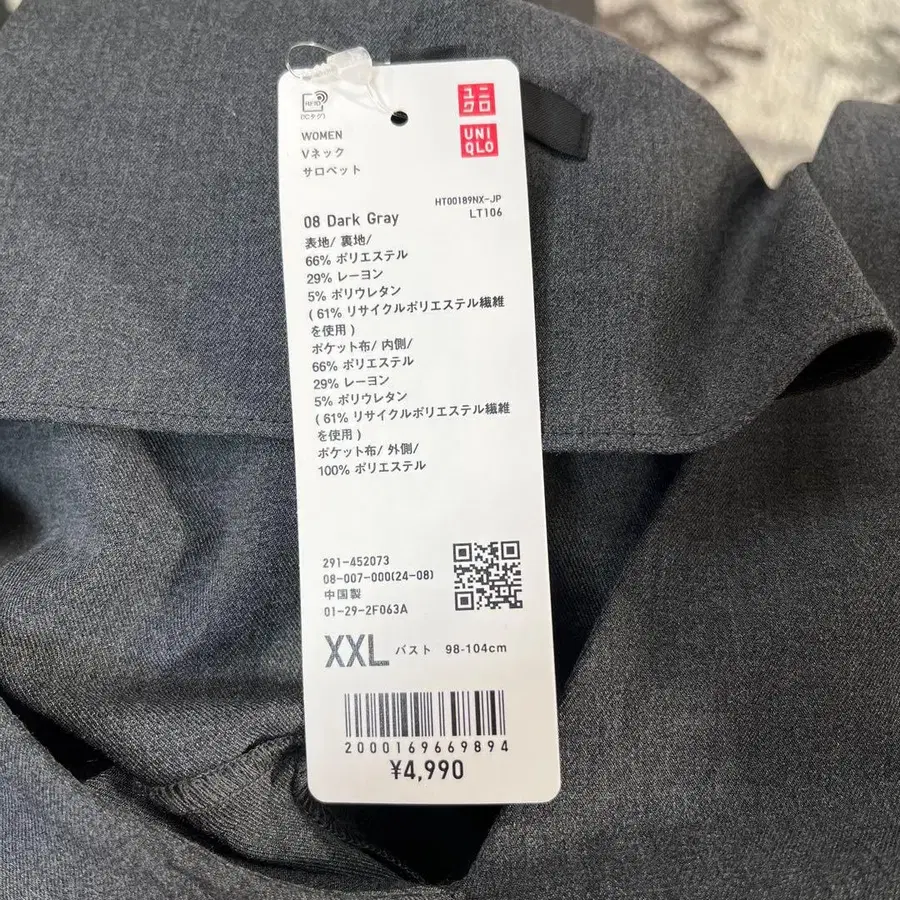 RFID
(ICタグ)
ユニ
クロ
UNI
QLO
WOMEN
Vネック
サロペット
HT00189NX-JP
LT106
08 Dark Gray
表地/ 裏地/
66% ポリエステル
29% レーヨン
5% ポリウレタン
( 61% リサイクルポリエステル繊維
を使用 )
ポケット布/ 内側/
66% ポリエステル
29% レーヨン
5% ポリウレタン
( 61% リサイクルポリエステル繊維
を使用 )
ポケット布/ 外側/
100% ポリエステル
291-452073
08-007-000(24-08)
中国製
01-29-2F063A
XXL バスト 98-104cm
2000169669894
¥4,990